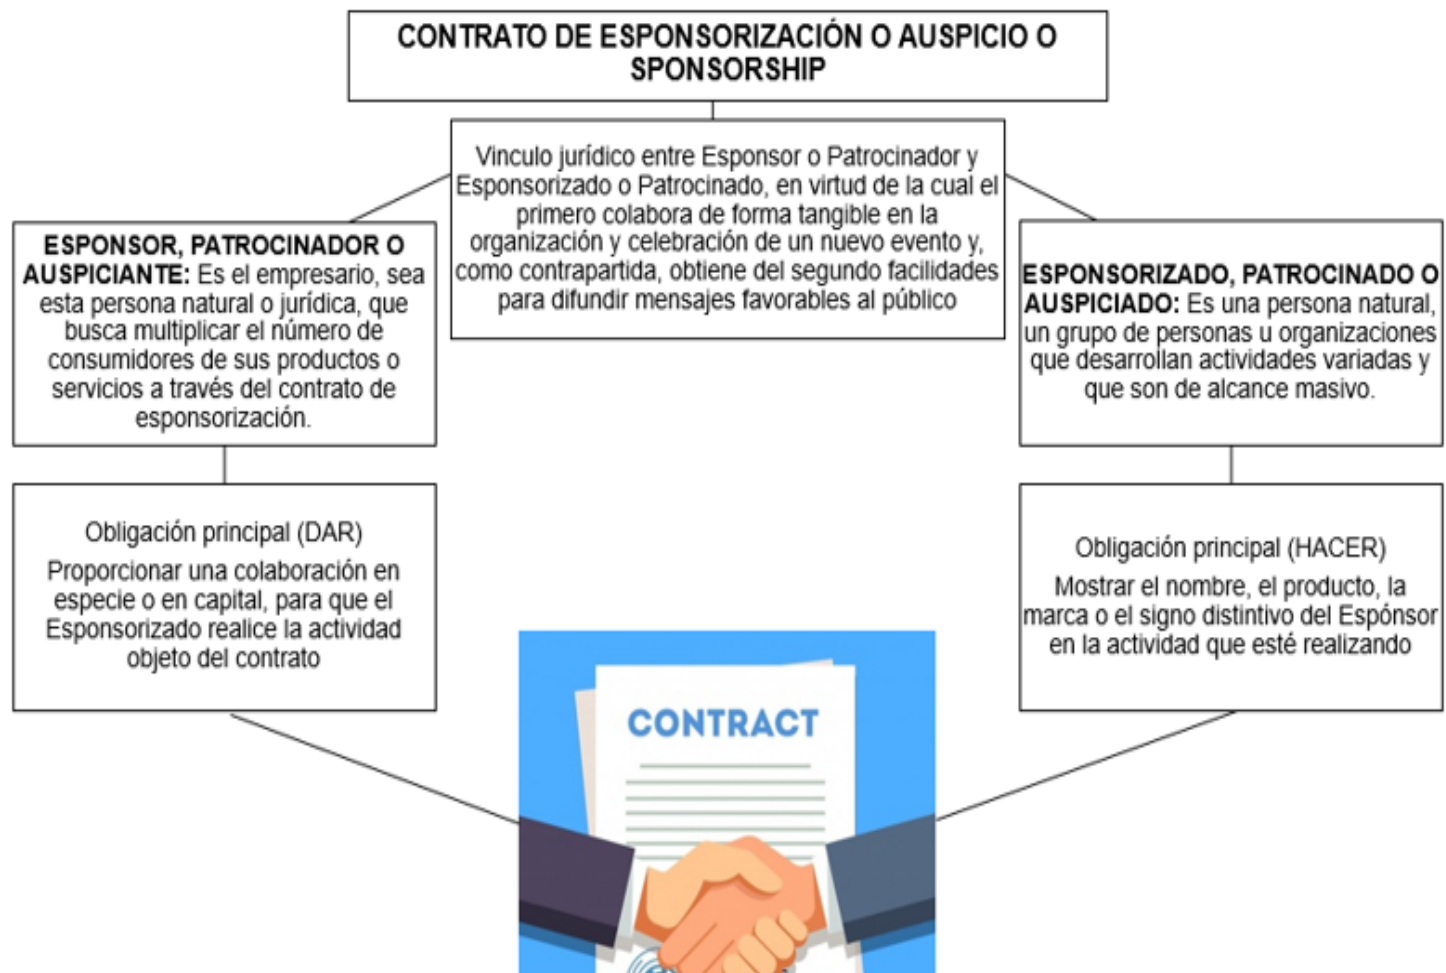 CONTRATO DE ESPONSORIZACIÓN O AUSPICIO O
SPONSORSHIP
Vinculo jurídico entre Esponsor o Patrocinador y
Esponsorizado o Patrocinado, en virtud de la cual el
primero colabora de forma tangible en la
organización y celebración de un nuevo evento y,
como contrapartida, obtiene del segundo facilidades
para difundir mensajes favorables al público
ESPONSOR, PATROCINADOR O
AUSPICIANTE: Es el empresario, sea
esta persona natural o jurídica, que
busca multiplicar el número de
consumidores de sus productos o
servicios a través del contrato de
esponsorización.
ESPONSORIZADO, PATROCINADO O
AUSPICIADO: Es una persona natural,
un grupo de personas u organizaciones
que desarrollan actividades variadas y
que son de alcance masivo.
Obligación principal (DAR)
Proporcionar una colaboración en
especie o en capital, para que el
Esponsorizado realice la actividad
objeto del contrato
Obligación principal (HACER)
Mostrar el nombre, el producto, la
marca o el signo distintivo del Espónsor
en la actividad que esté realizando
CONTRACT